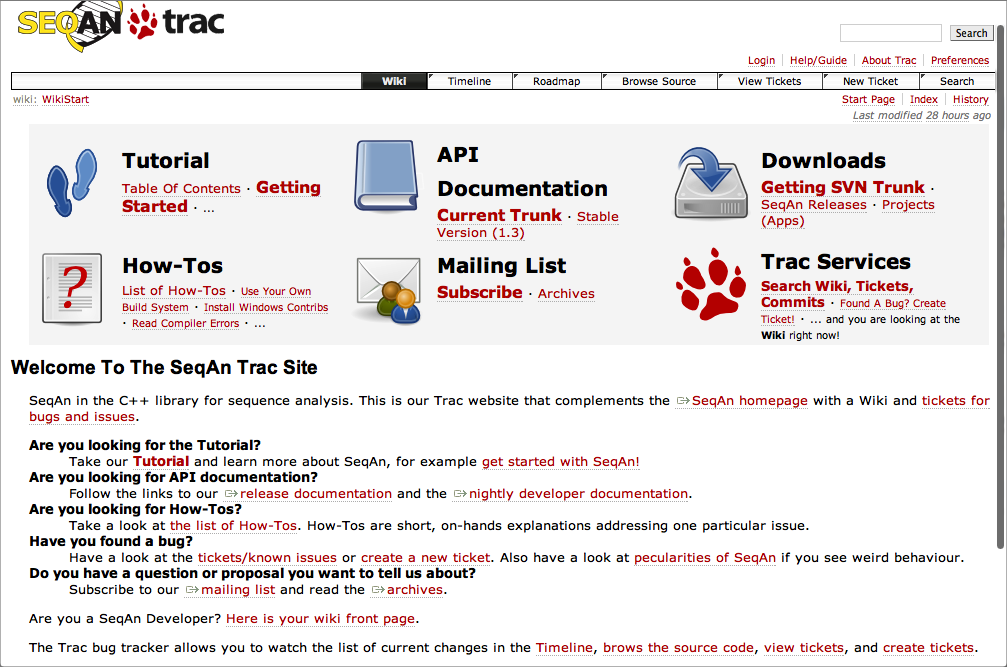 SEQAN trac
Search
Login Help/Guide About Trac Preferences
Wiki Timeline Roadmap Browse Source View Tickets New Ticket Search
wiki: WikiStart
Start Page Index History
Last modified 28 hours ago
Tutorial
Table Of Contents · Getting
Started · ...
API
Documentation
Current Trunk · Stable
Version (1.3)
Downloads
Getting SVN Trunk ·
SeqAn Releases · Projects
(Apps)
How-Tos
List of How-Tos · Use Your Own
Build System · Install Windows Contribs
· Read Compiler Errors · ...
Mailing List
Subscribe · Archives
Trac Services
Search Wiki, Tickets,
Commits · Found A Bug? Create
Ticket! · ... and you are looking at the
Wiki right now!
Welcome To The SeqAn Trac Site
SeqAn in the C++ library for sequence analysis. This is our Trac website that complements the SeqAn homepage with a Wiki and tickets for
bugs and issues.
Are you looking for the Tutorial?
Take our Tutorial and learn more about SeqAn, for example get started with SeqAn!
Are you looking for API documentation?
Follow the links to our release documentation and the nightly developer documentation.
Are you looking for How-Tos?
Take a look at the list of How-Tos. How-Tos are short, on-hands explanations addressing one particular issue.
Have you found a bug?
Have a look at the tickets/known issues or create a new ticket. Also have a look at pecularities of SeqAn if you see weird behaviour.
Do you have a question or proposal you want to tell us about?
Subscribe to our mailing list and read the archives.
Are you a SeqAn Developer? Here is your wiki front page.
The Trac bug tracker allows you to watch the list of current changes in the Timeline, brows the source code, view tickets, and create tickets.